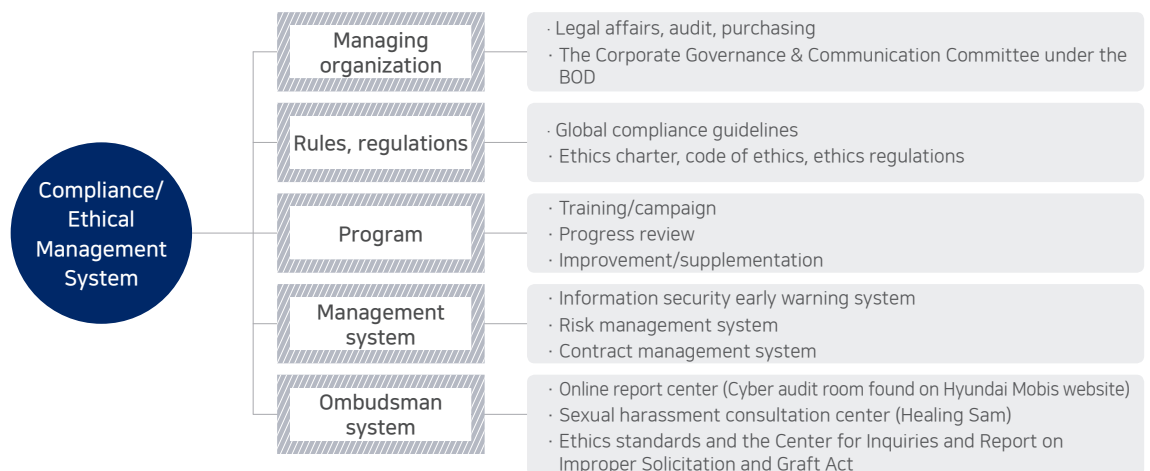 Compliance/
Ethical
Management
System
Managing
organization
· Legal affairs, audit, purchasing
· The Corporate Governance & Communication Committee under the
BOD
Rules, regulations
· Global compliance guidelines
· Ethics charter, code of ethics, ethics regulations
Program
· Training/campaign
· Progress review
· Improvement/supplementation
Management
system
· Information security early warning system
· Risk management system
· Contract management system
Ombudsman
system
· Online report center (Cyber audit room found on Hyundai Mobis website)
· Sexual harassment consultation center (Healing Sam)
· Ethics standards and the Center for Inquiries and Report on
Improper Solicitation and Graft Act